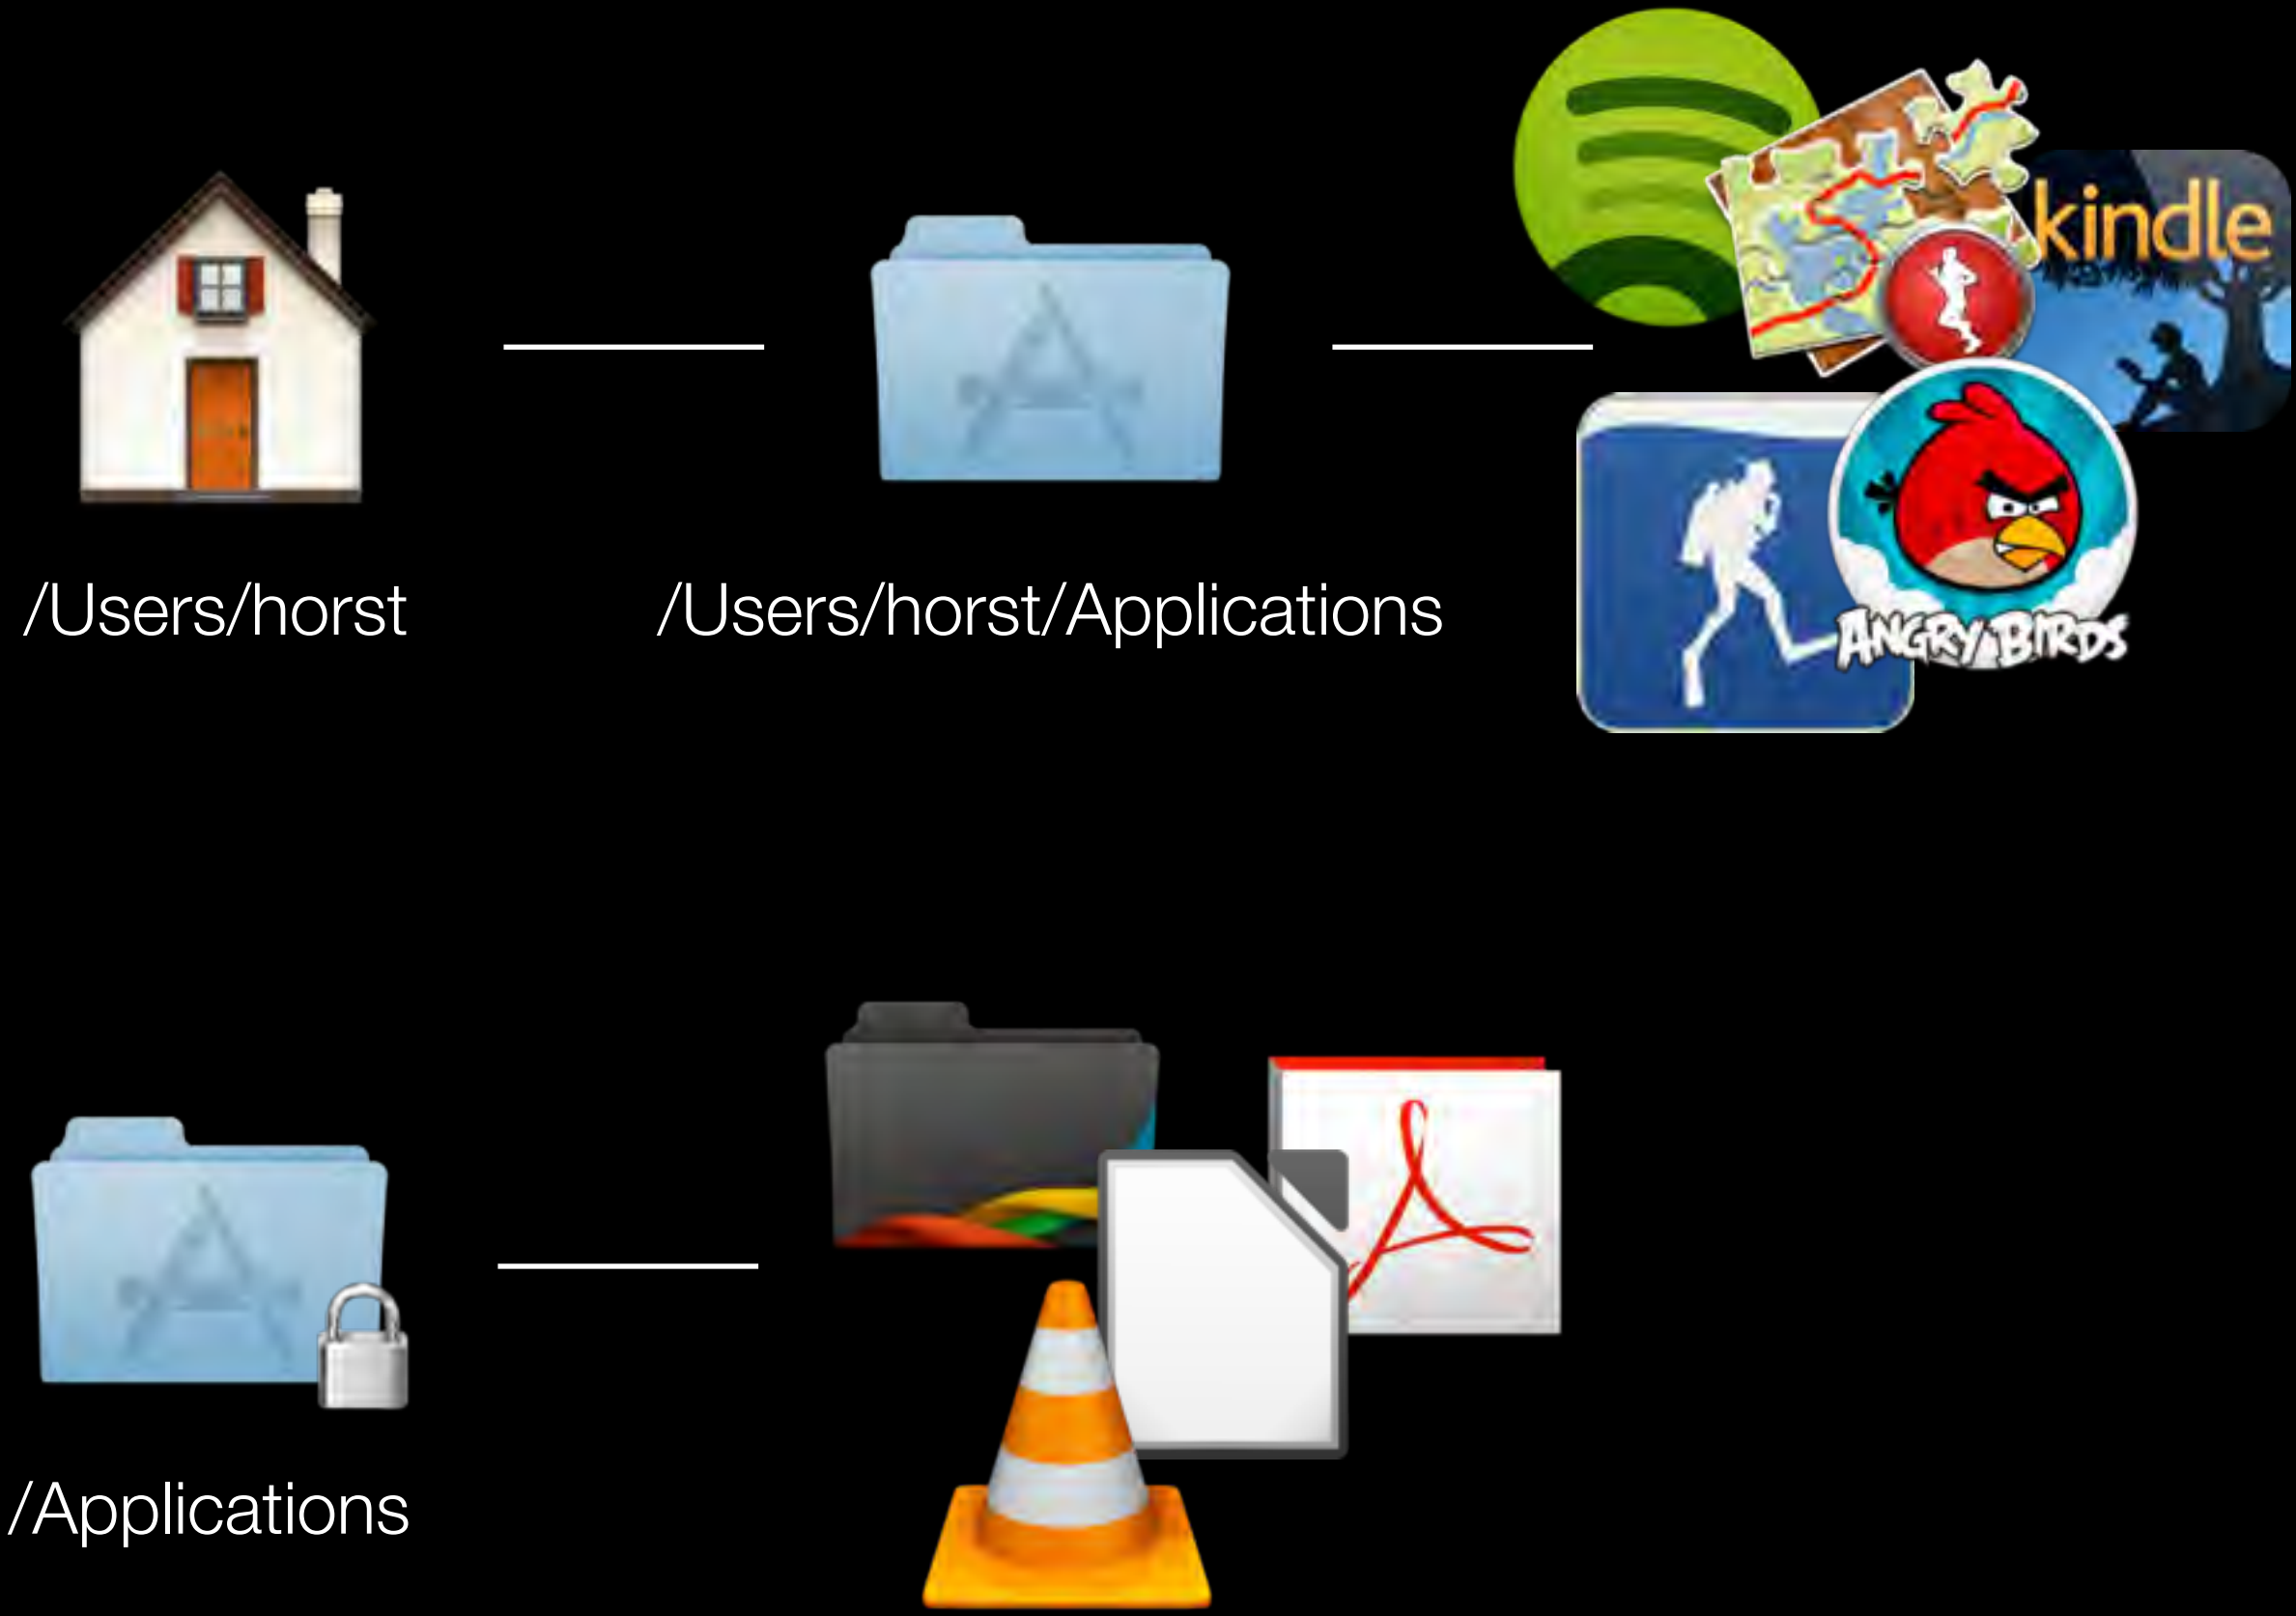 kindle
/Users/horst
/Users/horst/Applications
ANGRY BIRDS
/Applications